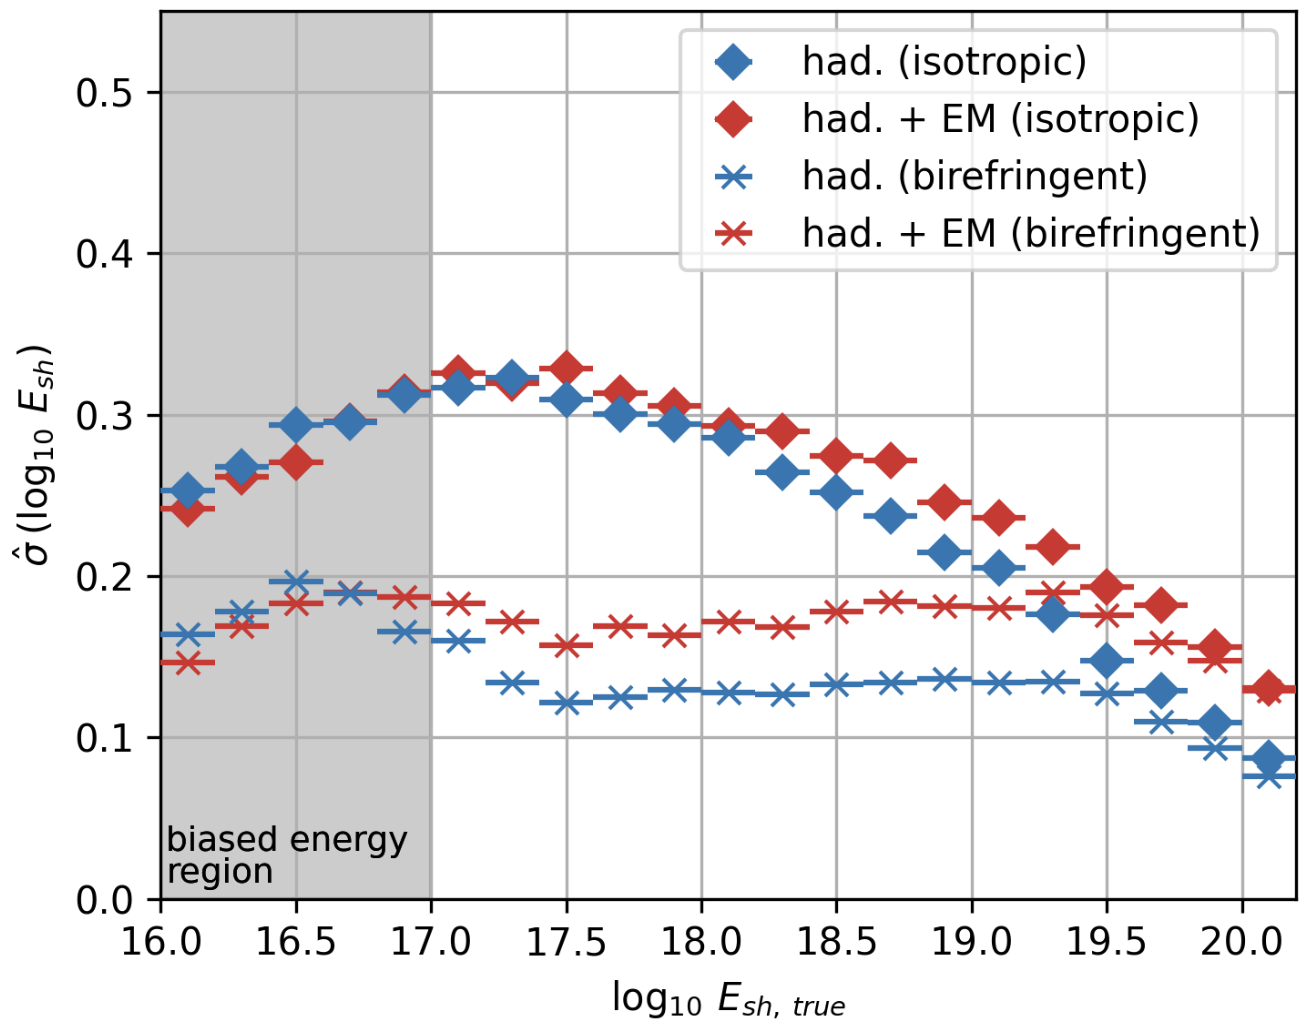 had. (isotropic)
had. + EM (isotropic)
had. (birefringent)
had. + EM (birefringent)
0.5
0.4
0.3
0.2
0.1
0.0
σ̂ (log₁₀ E_sh)
biased energy
region
16.0 16.5 17.0 17.5 18.0 18.5 19.0 19.5 20.0
log₁₀ E_sh, true